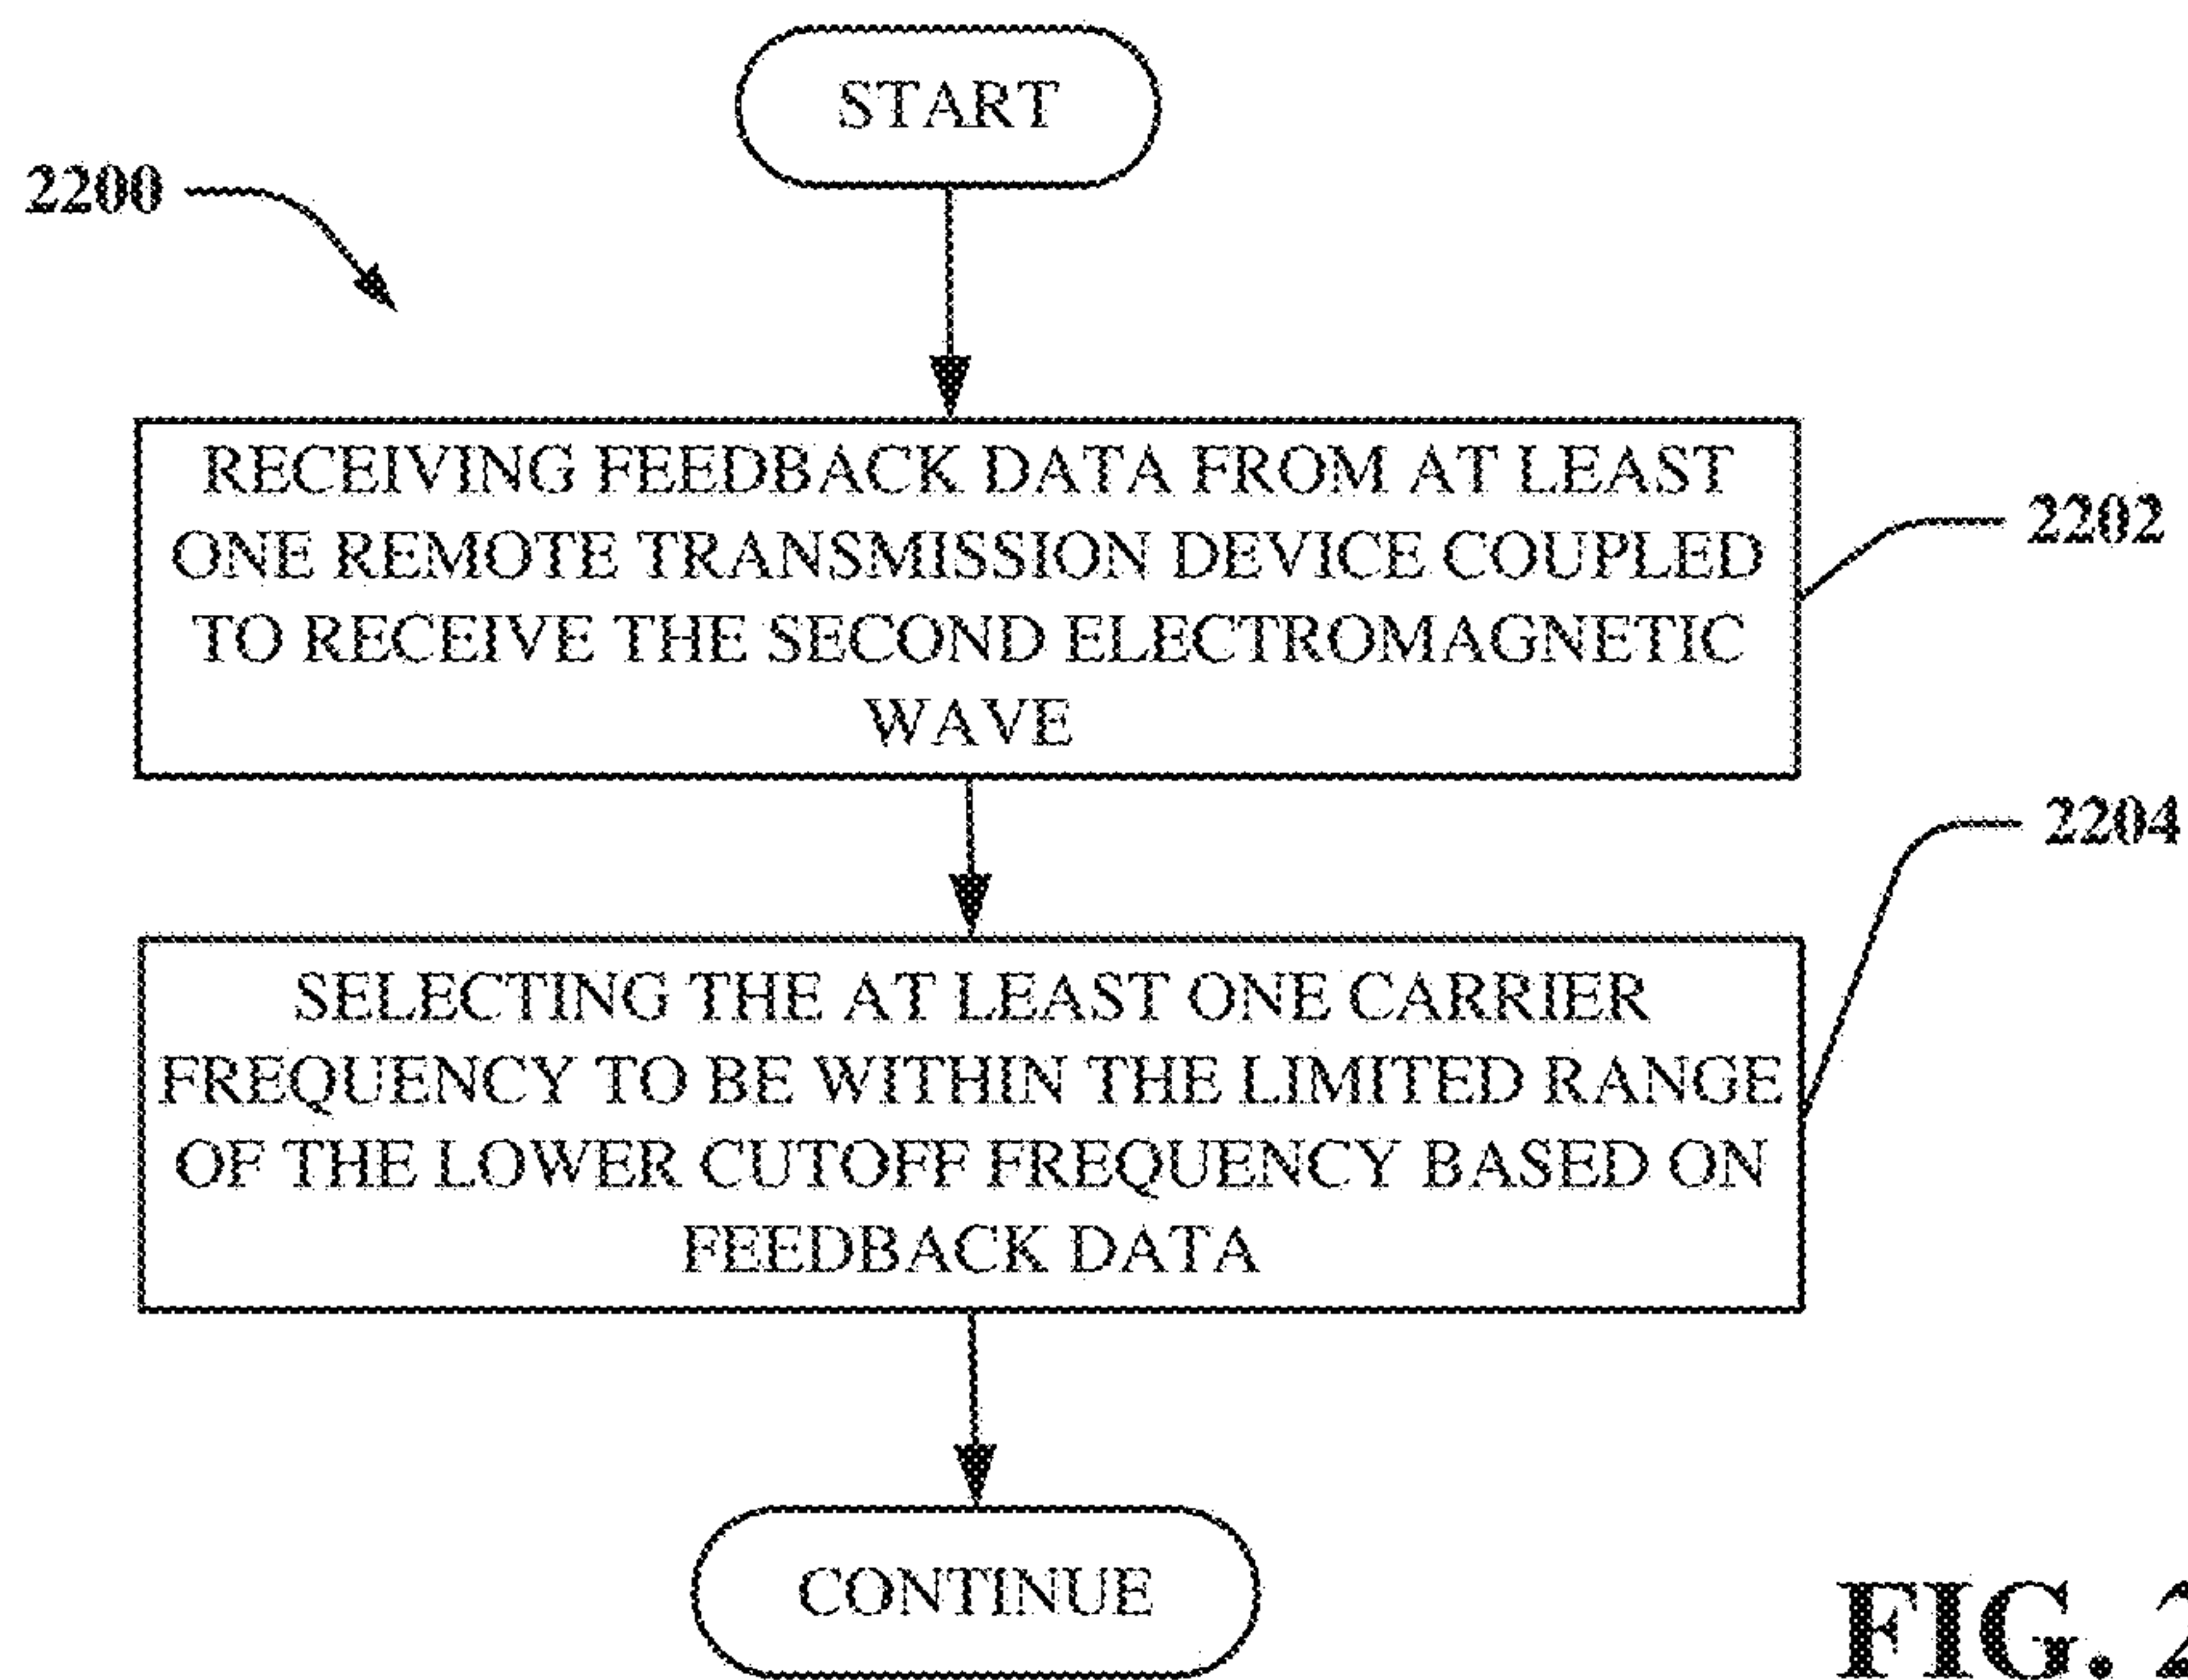 START
2200
RECEIVING FEEDBACK DATA FROM AT LEAST
ONE REMOTE TRANSMISSION DEVICE COUPLED
TO RECEIVE THE SECOND ELECTROMAGNETIC
WAVE
2202
2204
SELECTING THE AT LEAST ONE CARRIER
FREQUENCY TO BE WITHIN THE LIMITED RANGE
OF THE LOWER CUTOFF FREQUENCY BASED ON
FEEDBACK DATA
CONTINUE
FIG. 2